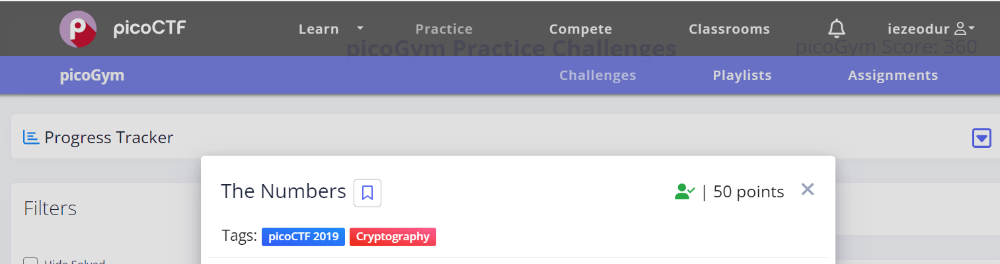 picoCTF
Learn
Practice
Compete
Classrooms
iezeodur
picoGym Practice Challenges
picoGym Score: 360
picoGym
Challenges
Playlists
Assignments
Progress Tracker
The Numbers
| 50 points
Filters
Tags: picoCTF 2019 Cryptography
Hide Solved